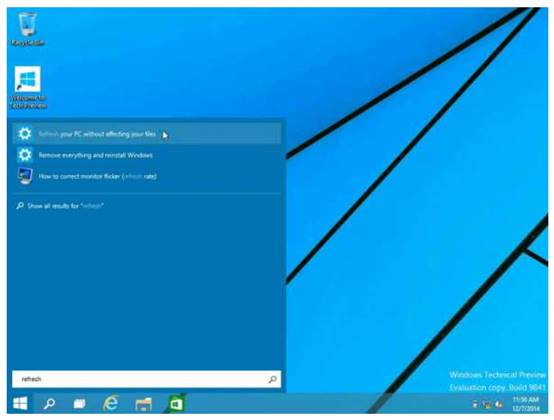 Recycle Bin
Welcome to
Tech Preview
Refresh your PC without affecting your files
Remove everything and reinstall Windows
How to correct monitor flicker (refresh rate)
Show all results for "refresh"
refresh
Windows Technical Preview
Evaluation copy. Build 9841
11:50 AM
12/7/2014